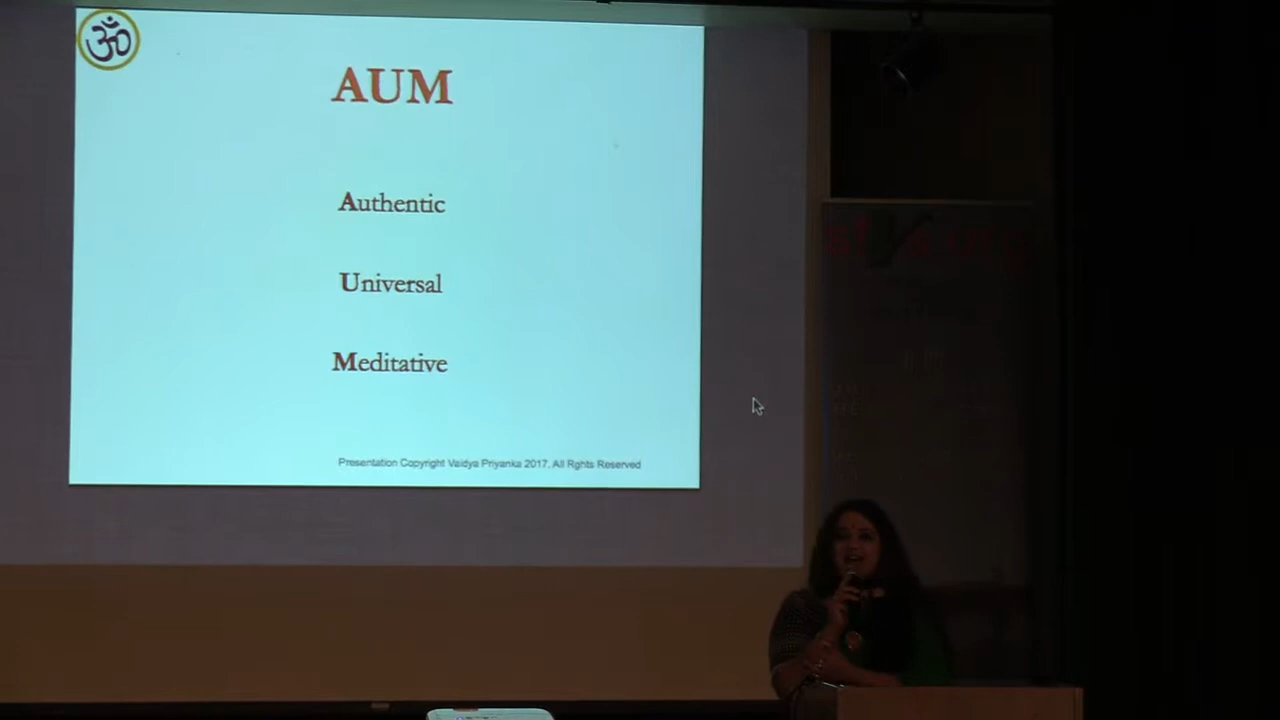 ॐ
AUM
Authentic
Universal
Meditative
Presentation Copyright Vaidya Priyanka 2017, All Rghts Reserved